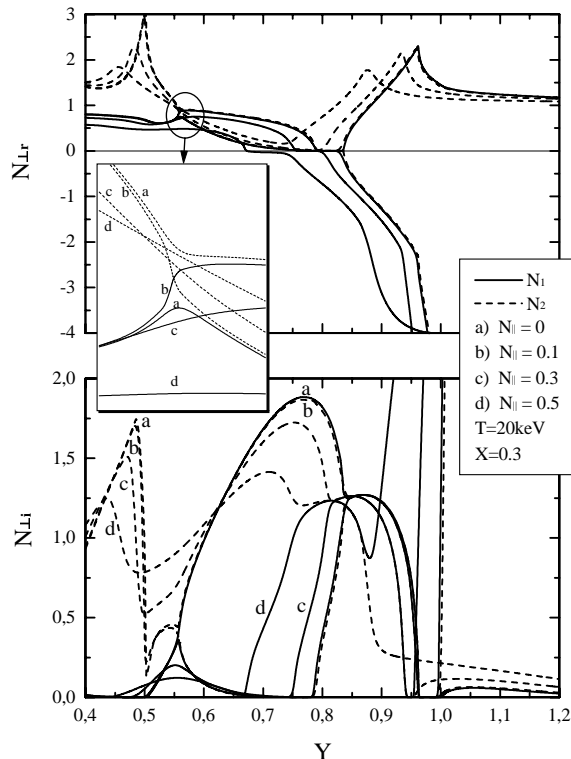 3
2
1
0
-1
-2
-3
-4
N⊥r
a
b
c
d
b
a
c
d
N₁
N₂
a) N|| = 0
b) N|| = 0.1
c) N|| = 0.3
d) N|| = 0.5
T=20keV
X=0.3
2,0
1,5
1,0
0,5
0,0
N⊥i
a
b
c
d
a
b
d
c
0,4 0,5 0,6 0,7 0,8 0,9 1,0 1,2
Y